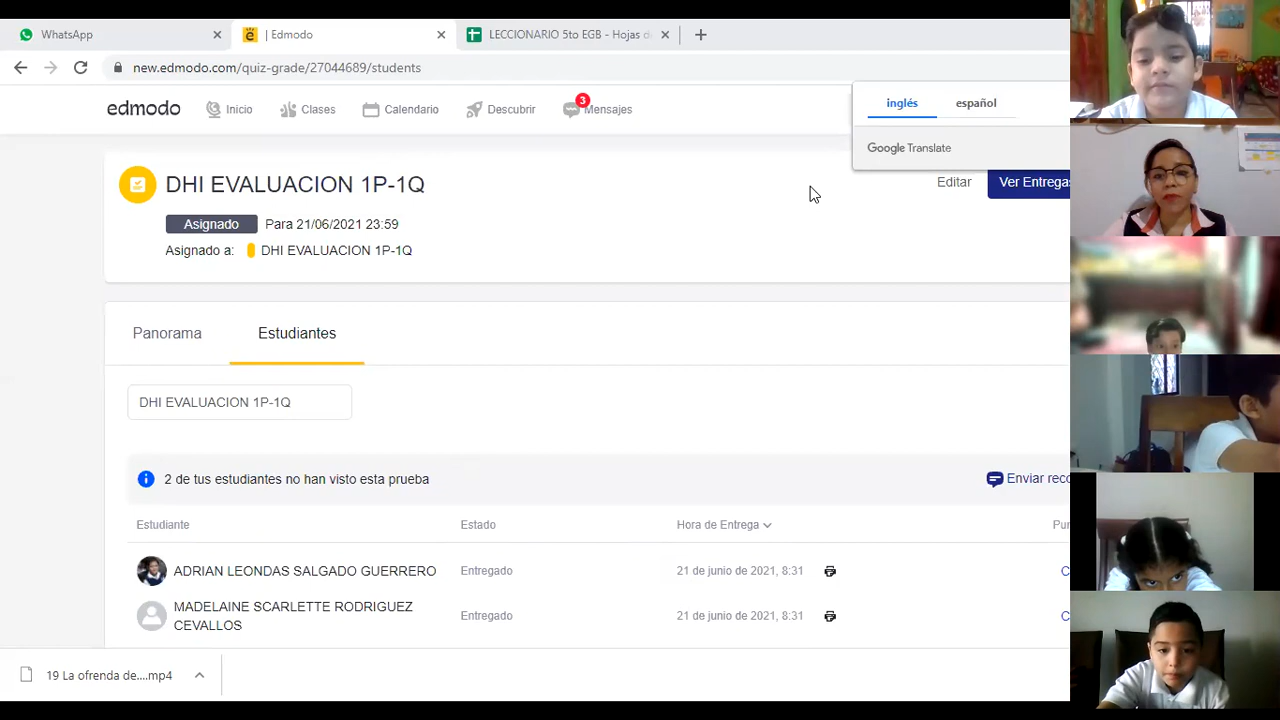 WhatsApp
| Edmodo
LECCIONARIO 5to EGB - Hojas de
new.edmodo.com/quiz-grade/27044689/students
edmodo
Inicio
Clases
Calendario
Descubrir
3
Mensajes
inglés
español
Google Translate
DHI EVALUACION 1P-1Q
Editar
Ver Entregas
Asignado
Para 21/06/2021 23:59
Asignado a:
DHI EVALUACION 1P-1Q
Panorama
Estudiantes
DHI EVALUACION 1P-1Q
2 de tus estudiantes no han visto esta prueba
Enviar reco
Estudiante
Estado
Hora de Entrega
Pu
ADRIAN LEONDAS SALGADO GUERRERO
Entregado
21 de junio de 2021, 8:31
C
MADELAINE SCARLETTE RODRIGUEZ
CEVALLOS
Entregado
21 de junio de 2021, 8:31
C
19 La ofrenda de....mp4